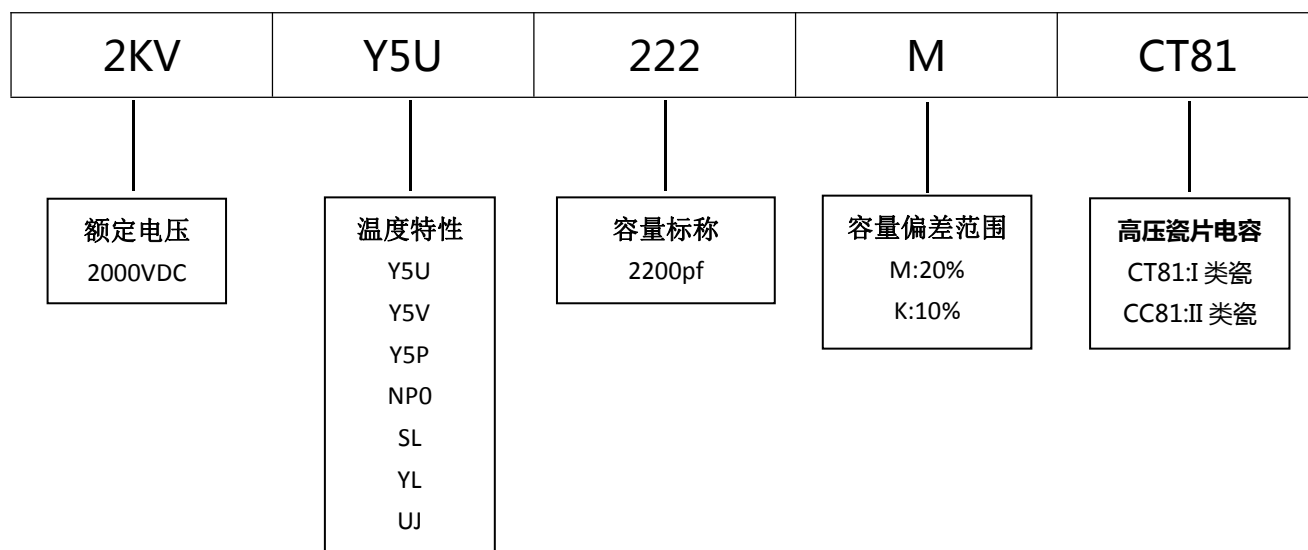 2KV Y5U 222 M CT81
额定电压
2000VDC
温度特性
Y5U
Y5V
Y5P
NP0
SL
YL
UJ
容量标称
2200pf
容量偏差范围
M:20%
K:10%
高压瓷片电容
CT81:I 类瓷
CC81:II 类瓷